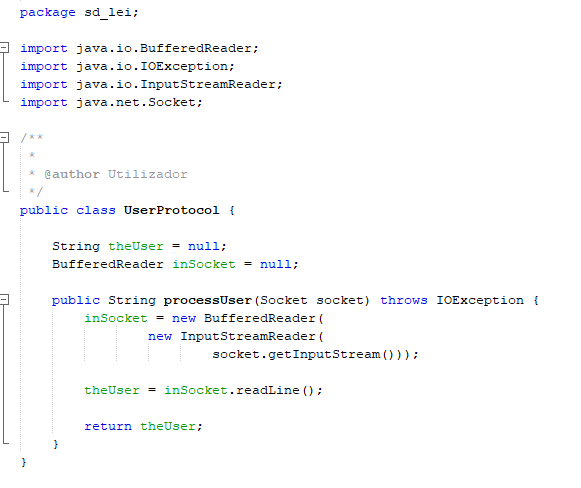 package sd_lei;
import java.io.BufferedReader;
import java.io.IOException;
import java.io.InputStreamReader;
import java.net.Socket;
/**
*
* @author Utilizador
*/
public class UserProtocol {
String theUser = null;
BufferedReader inSocket = null;
public String processUser(Socket socket) throws IOException {
inSocket = new BufferedReader(
new InputStreamReader(
socket.getInputStream()));
theUser = inSocket.readLine();
return theUser;
}
}